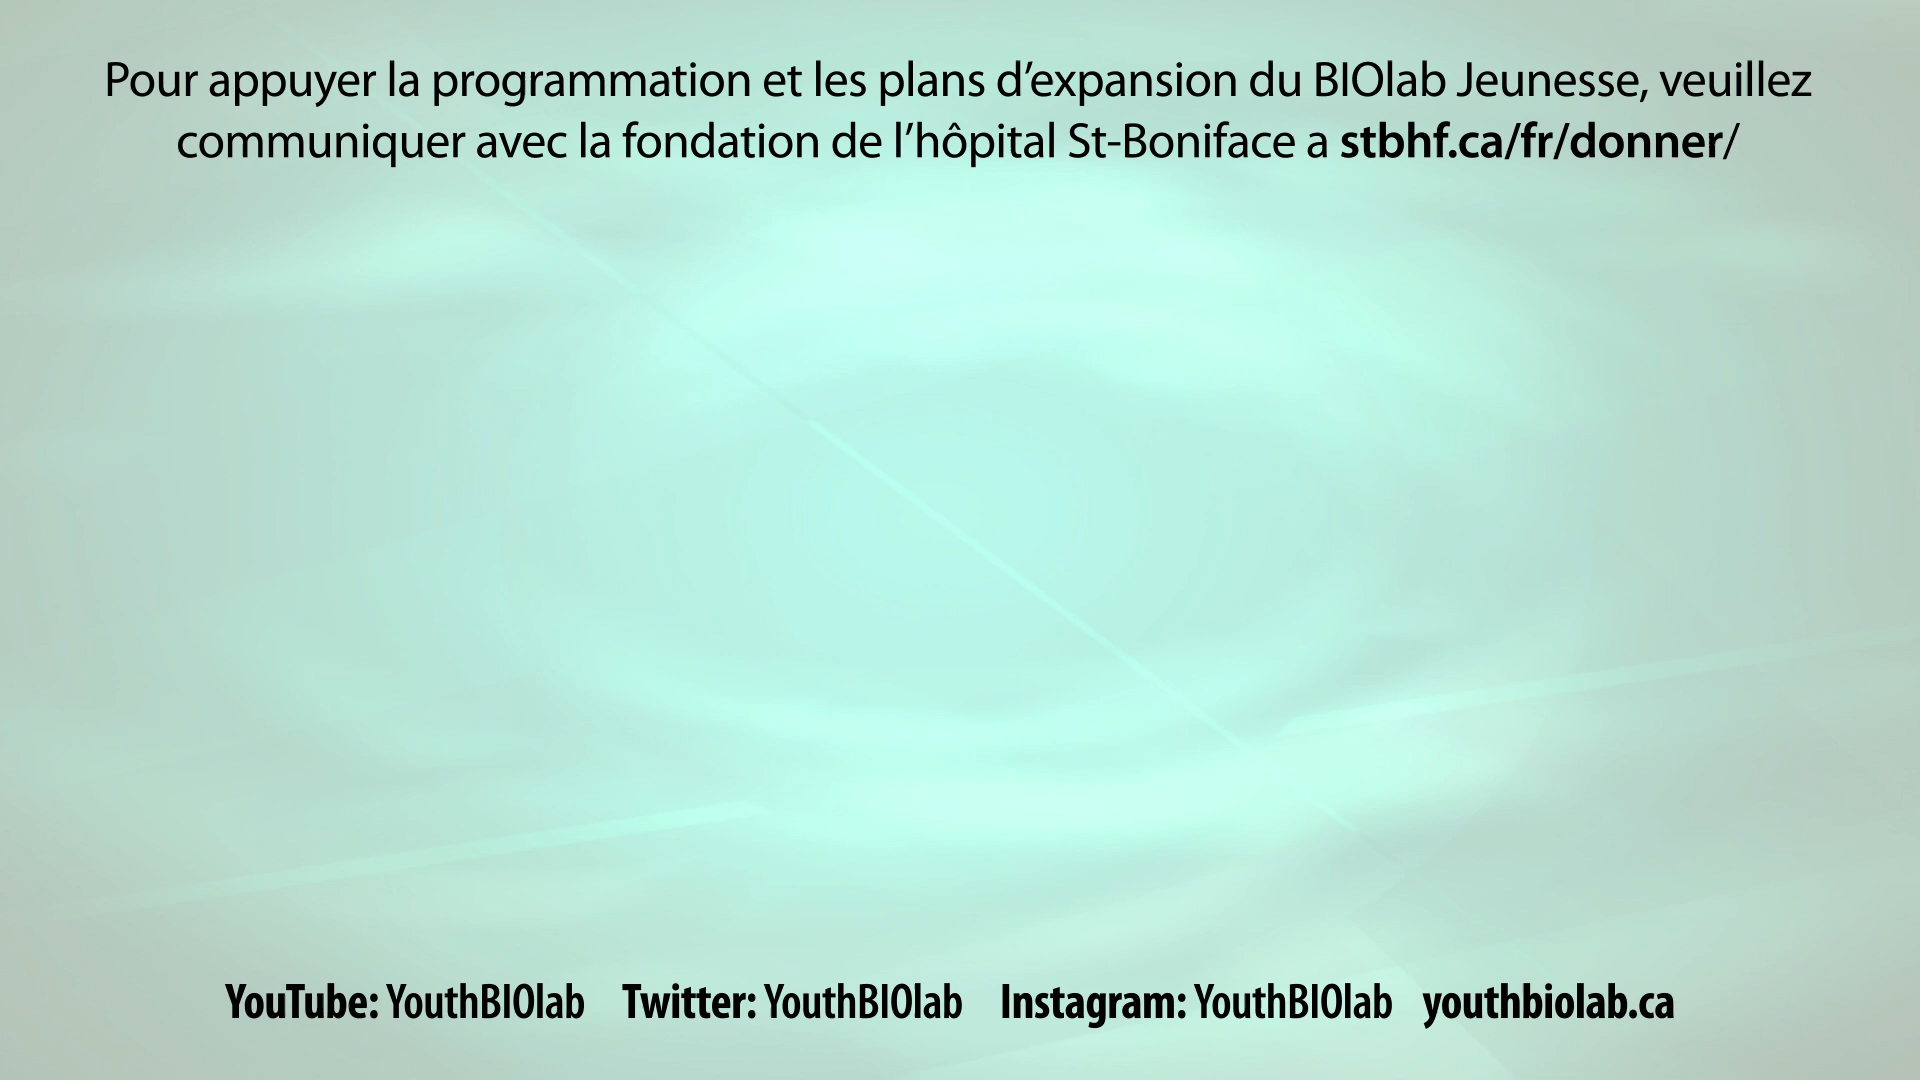 Pour appuyer la programmation et les plans d’expansion du BIOlab Jeunesse, veuillez
communiquer avec la fondation de l’hôpital St-Boniface a stbhf.ca/fr/donner/
YouTube: YouthBIOlab Twitter: YouthBIOlab Instagram: YouthBIOlab youthbiolab.ca